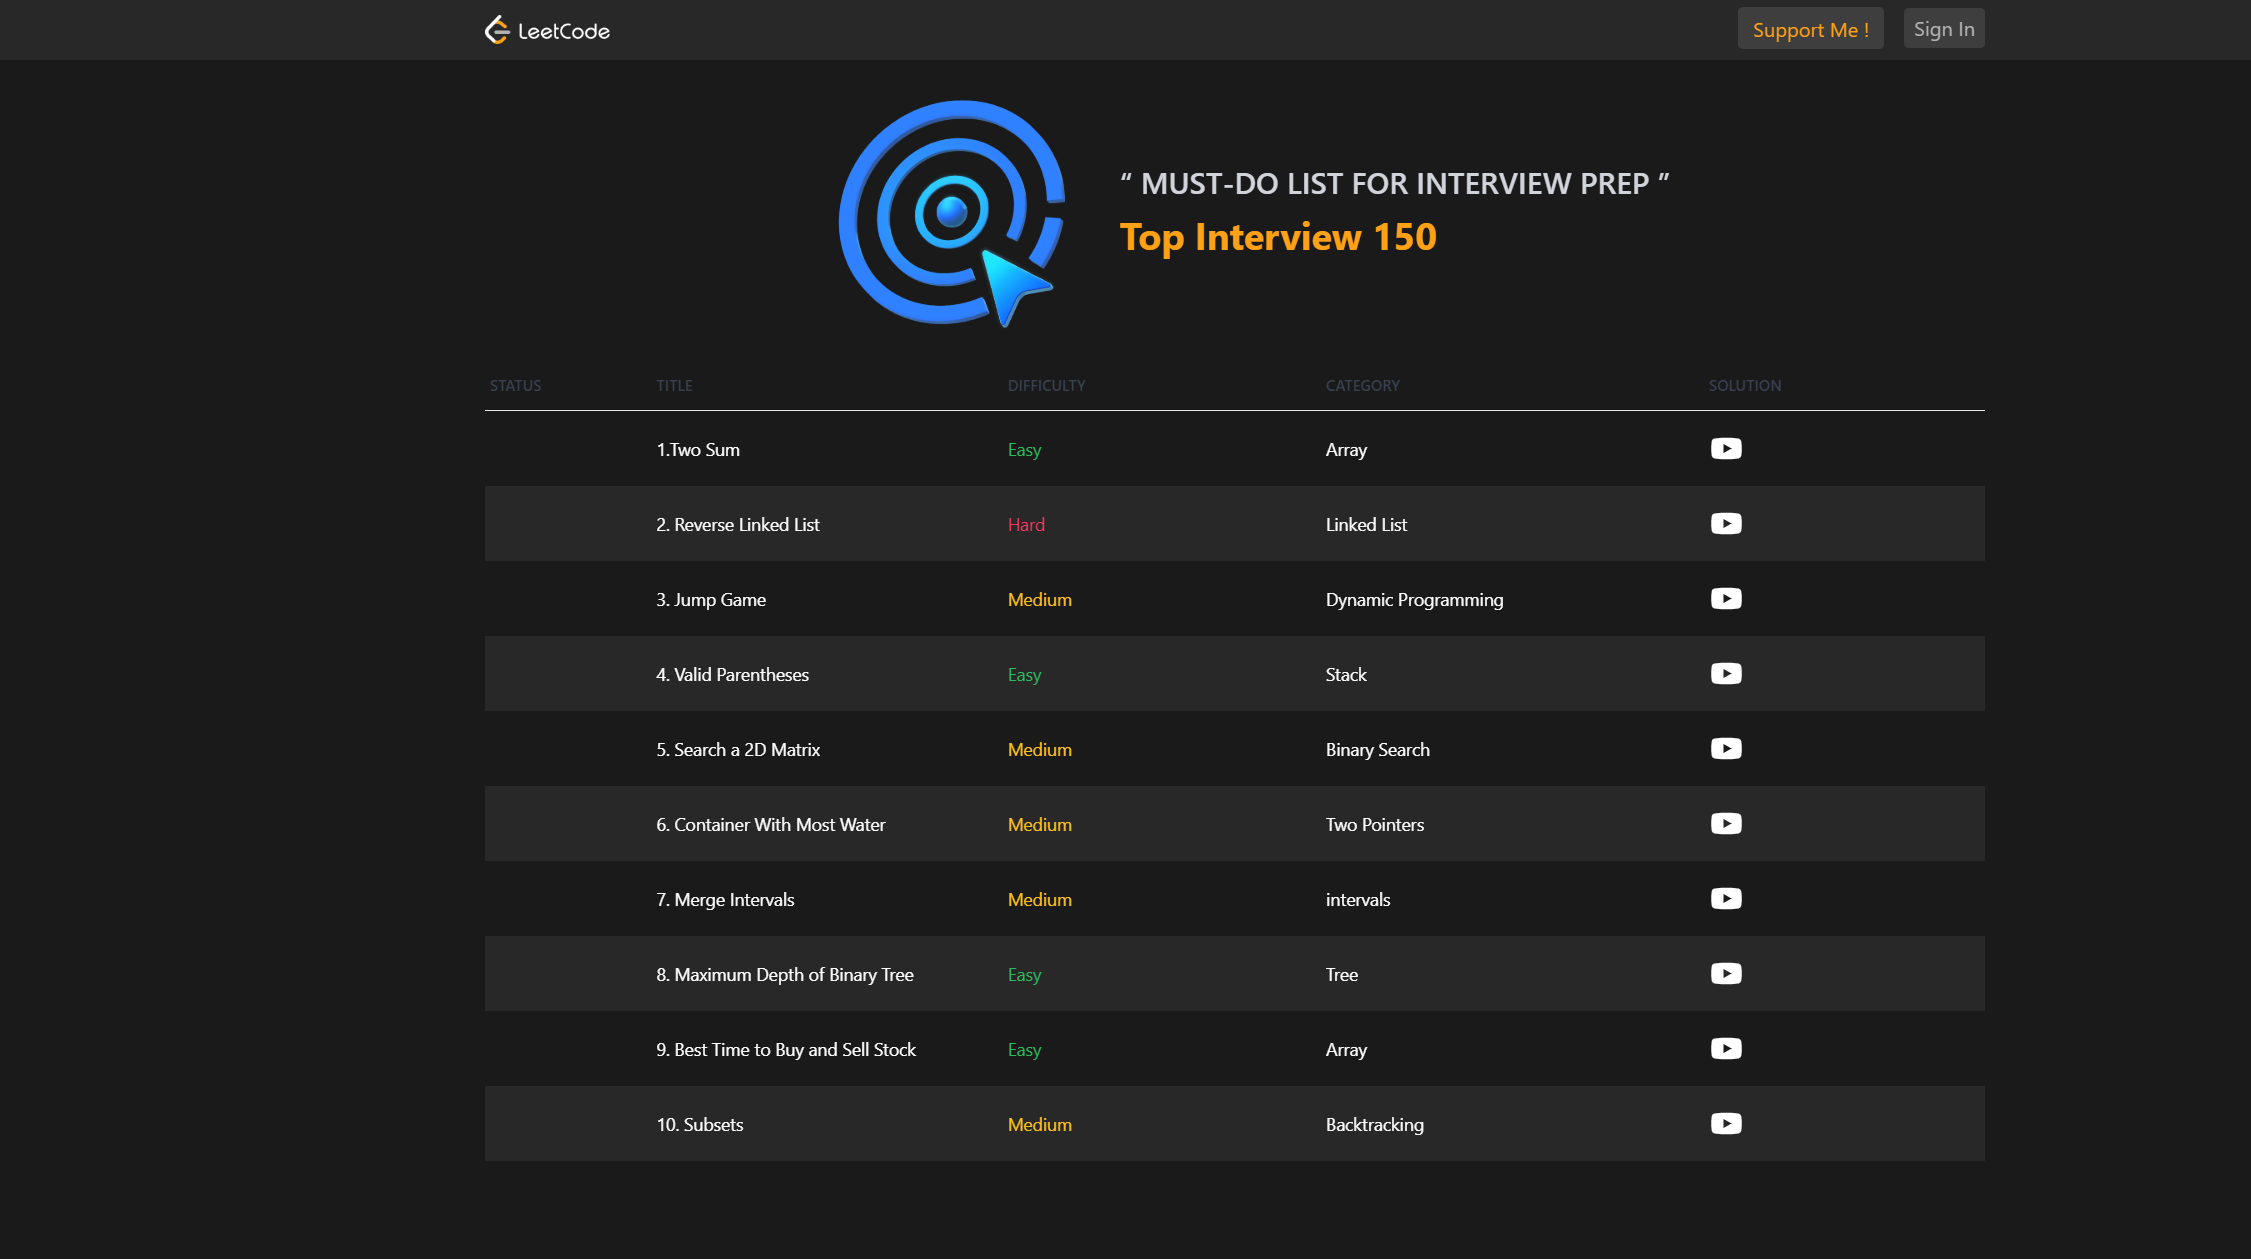 LeetCode Support Me ! Sign In
“ MUST-DO LIST FOR INTERVIEW PREP ”
Top Interview 150
STATUS TITLE DIFFICULTY CATEGORY SOLUTION
1.Two Sum Easy Array
2. Reverse Linked List Hard Linked List
3. Jump Game Medium Dynamic Programming
4. Valid Parentheses Easy Stack
5. Search a 2D Matrix Medium Binary Search
6. Container With Most Water Medium Two Pointers
7. Merge Intervals Medium intervals
8. Maximum Depth of Binary Tree Easy Tree
9. Best Time to Buy and Sell Stock Easy Array
10. Subsets Medium Backtracking